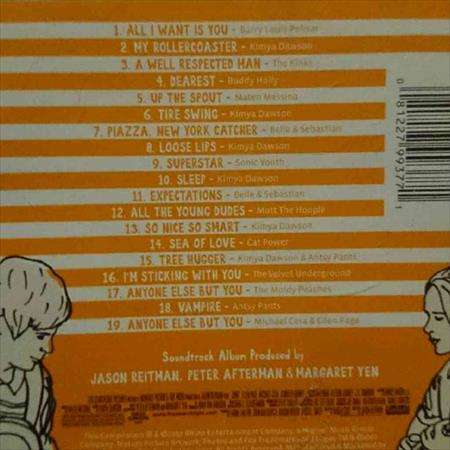 1. ALL I WANT IS YOU - Barry Louis Polisar
2. MY ROLLERCOASTER - Kimya Dawson
3. A WELL RESPECTED MAN - The Kinks
4. DEAREST - Buddy Holly
5. UP THE SPOUT - Mateo Messina
6. TIRE SWING - Kimya Dawson
7. PIAZZA, NEW YORK CATCHER - Belle & Sebastian
8. LOOSE LIPS - Kimya Dawson
9. SUPERSTAR - Sonic Youth
10. SLEEP - Kimya Dawson
11. EXPECTATIONS - Belle & Sebastian
12. ALL THE YOUNG DUDES - Mott The Hoople
13. SO NICE SO SMART - Kimya Dawson
14. SEA OF LOVE - Cat Power
15. TREE HUGGER - Kimya Dawson & Antsy Pants
16. I'M STICKING WITH YOU - The Velvet Underground
17. ANYONE ELSE BUT YOU - The Moldy Peaches
18. VAMPIRE - Antsy Pants
19. ANYONE ELSE BUT YOU - Michael Cera & Ellen Page
0 81227 99377 1
Soundtrack Album Produced by
JASON REITMAN, PETER AFTERMAN & MARGARET YEN